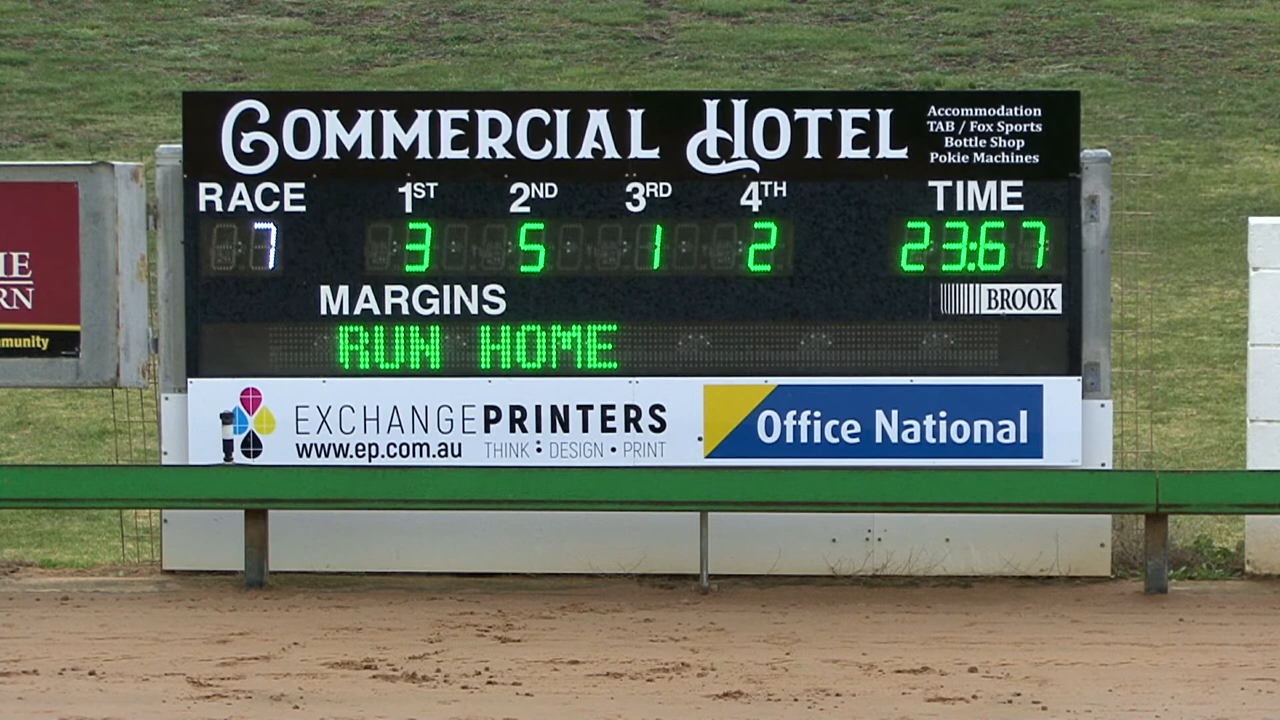 COMMERCIAL HOTEL
Accommodation
TAB / Fox Sports
Bottle Shop
Pokie Machines
RACE 1ST 2ND 3RD 4TH TIME
7 3 5 1 2 23:67
MARGINS
BROOK
RUN HOME
EXCHANGEPRINTERS
www.ep.com.au THINK : DESIGN • PRINT
Office National